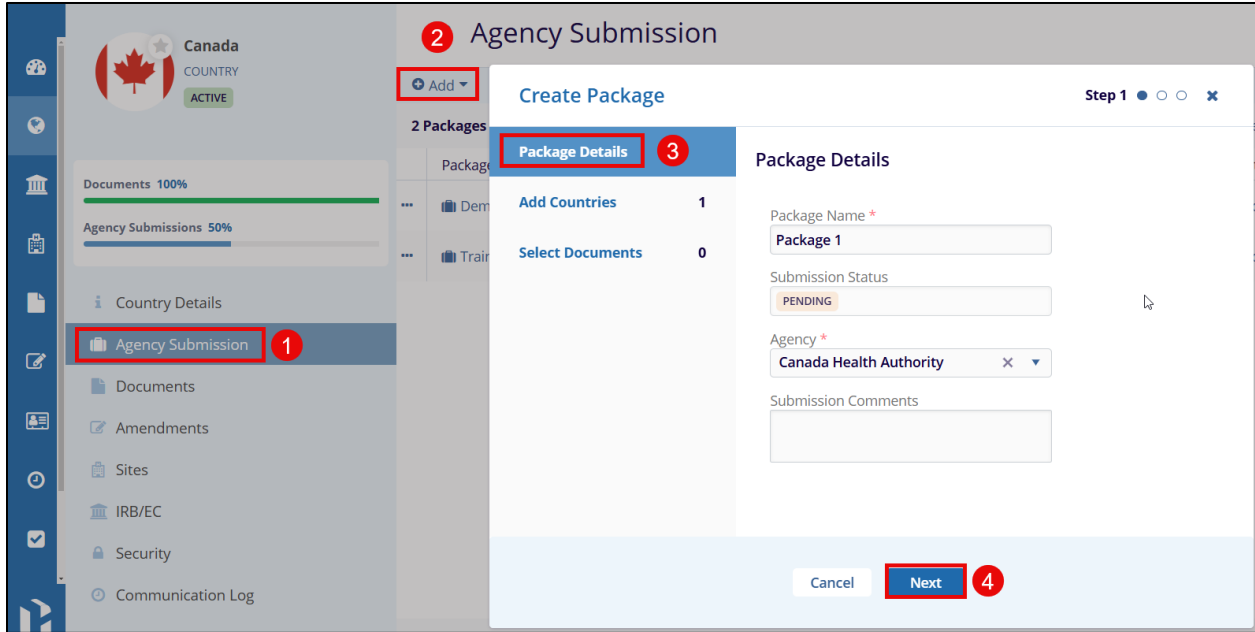 Canada
COUNTRY
ACTIVE
Documents 100%
Agency Submissions 50%
Country Details
Agency Submission 1
Documents
Amendments
Sites
IRB/EC
Security
Communication Log
2 Agency Submission
Add
2 Packages
Package
Dem
Train
Create Package
Step 1
Package Details 3
Add Countries 1
Select Documents 0
Package Details
Package Name *
Package 1
Submission Status
PENDING
Agency *
Canada Health Authority
Submission Comments
Cancel Next 4